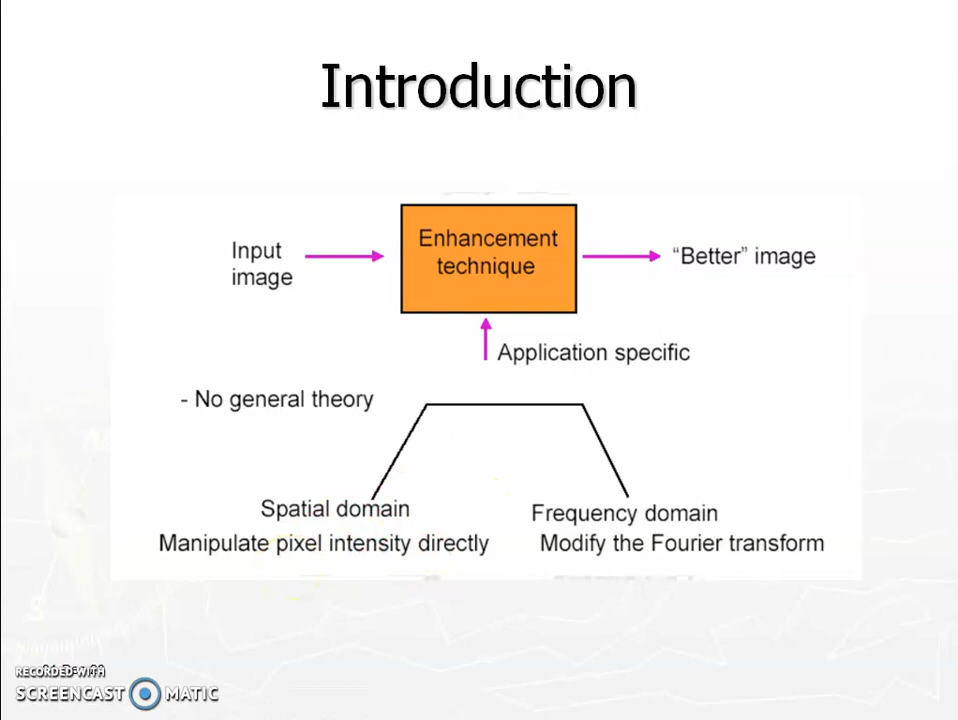 Introduction
Input
image
Enhancement
technique
“Better” image
Application specific
- No general theory
Spatial domain
Frequency domain
Manipulate pixel intensity directly
Modify the Fourier transform
RECORDED WITH
SCREENCAST MATIC